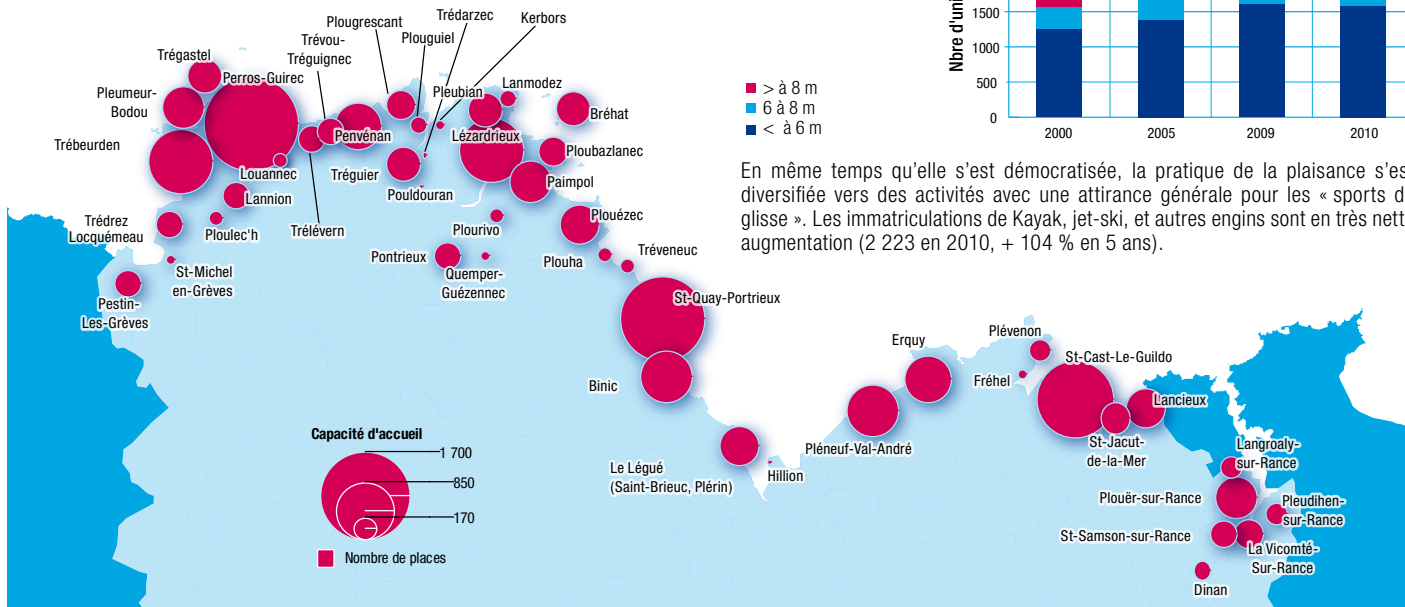 Nbre d'uni
1500
1000
500
0
2000
2005
2009
2010
> à 8 m
6 à 8 m
< à 6 m
En même temps qu'elle s'est démocratisée, la pratique de la plaisance s'es
diversifiée vers des activités avec une attirance générale pour les « sports d
glisse ». Les immatriculations de Kayak, jet-ski, et autres engins sont en très nett
augmentation (2 223 en 2010, + 104 % en 5 ans).
Trégastel
Perros-Guirec
Pleumeur-
Bodou
Trébeurden
Trévou-
Tréguignec
Plougrescant
Plouguiel
Trédarzec
Kerbors
Lanmodez
Pleubian
Bréhat
Penvénan
Lézardrieux
Ploubazlanec
Louannec
Tréguier
Pouldouran
Paimpol
Lannion
Trélévern
Trédrez
Locquémeau
Ploulec'h
Plourivo
Plouézec
St-Michel
en-Grèves
Pontrieux
Quemper-
Guézennec
Plouha
Tréveneuc
Pestin-
Les-Grèves
St-Quay-Portrieux
Binic
Le Légué
(Saint-Brieuc, Plérin)
Hillion
Pléneuf-Val-André
Erquy
Plévenon
Fréhel
St-Cast-Le-Guildo
Lancieux
St-Jacut-
de-la-Mer
Langroaly-
sur-Rance
Plouër-sur-Rance
Pleudihen-
sur-Rance
St-Samson-sur-Rance
La Vicomté-
Sur-Rance
Dinan
Capacité d'accueil
1 700
850
170
Nombre de places